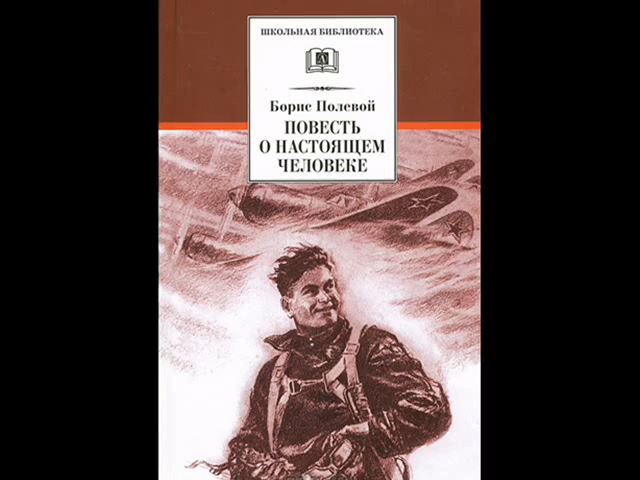 ШКОЛЬНАЯ БИБЛИОТЕКА
Борис Полевой
ПОВЕСТЬ
О НАСТОЯЩЕМ
ЧЕЛОВЕКЕ